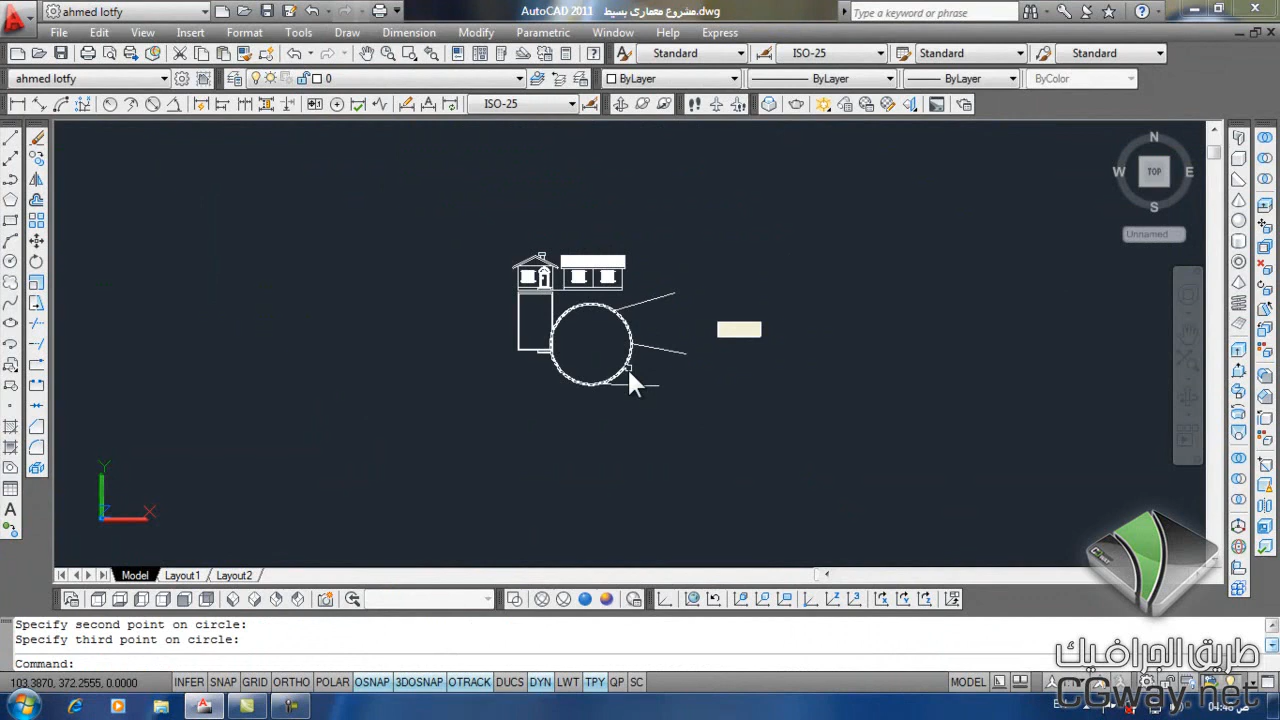 ahmed lotfy
AutoCAD 2011 مشروع معماري بسيط.dwg
Type a keyword or phrase
File Edit View Insert Format Tools Draw Dimension Modify Parametric Window Help Express
Standard ISO-25 Standard Standard
ahmed lotfy 0 ByLayer ByLayer ByLayer ByColor
ISO-25
N
W TOP E
S
Unnamed
Y
X
Model Layout1 Layout2
Specify second point on circle:
Specify third point on circle:
Command:
103.3870, 372.2555, 0.0000 INFER SNAP GRID ORTHO POLAR OSNAP 3DOSNAP OTRACK DUCS DYN LWT TPY QP SC MODEL
طريق الجرافيك
CGway.net
04:48 ص